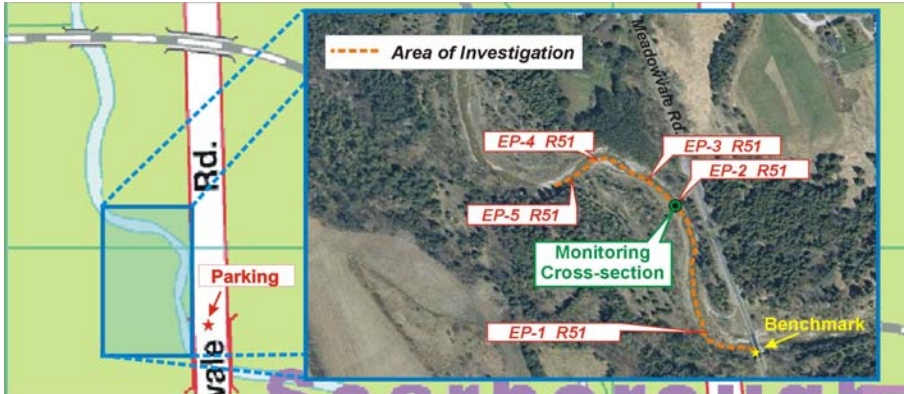 Area of Investigation
Meadowvale Rd.
EP-4 R51
EP-3 R51
EP-2 R51
EP-5 R51
Monitoring
Cross-section
EP-1 R51
Benchmark
Rd.
Parking
vale
Scarborough